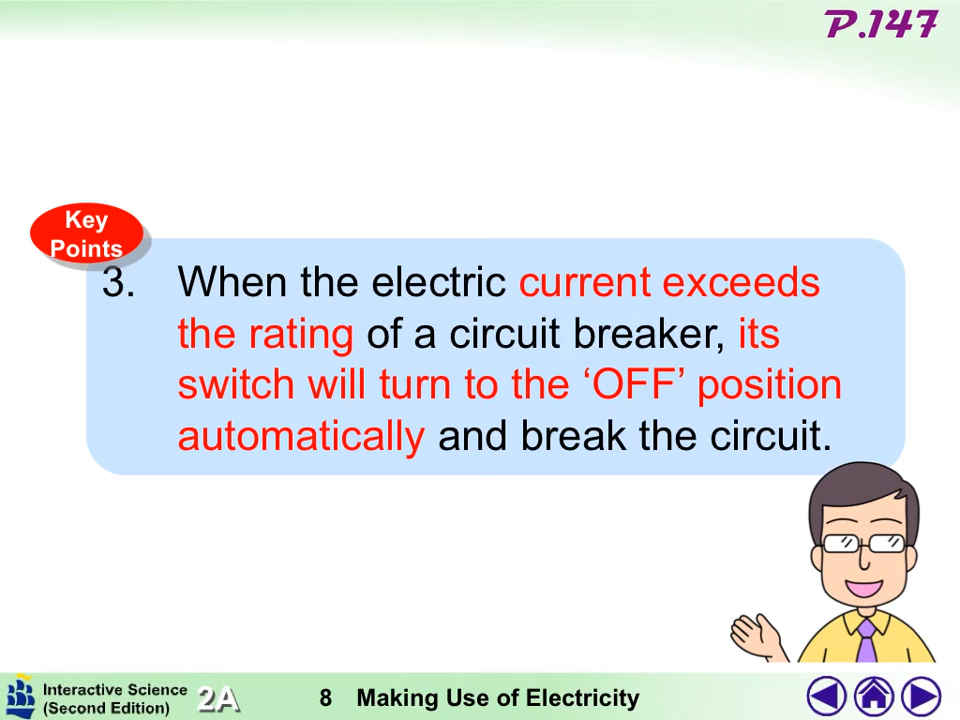 P.147
Key
Points
3. When the electric current exceeds
the rating of a circuit breaker, its
switch will turn to the ‘OFF’ position
automatically and break the circuit.
Interactive Science
(Second Edition)
2A
8 Making Use of Electricity